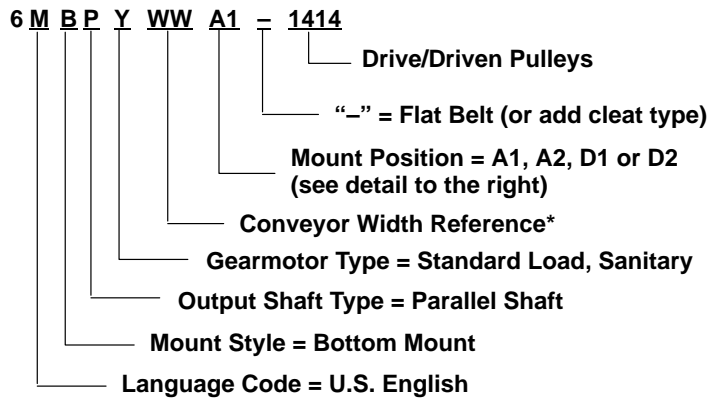 6 M B P Y WW A1 – 1414
Drive/Driven Pulleys
“–” = Flat Belt (or add cleat type)
Mount Position = A1, A2, D1 or D2
(see detail to the right)
Conveyor Width Reference*
Gearmotor Type = Standard Load, Sanitary
Output Shaft Type = Parallel Shaft
Mount Style = Bottom Mount
Language Code = U.S. English